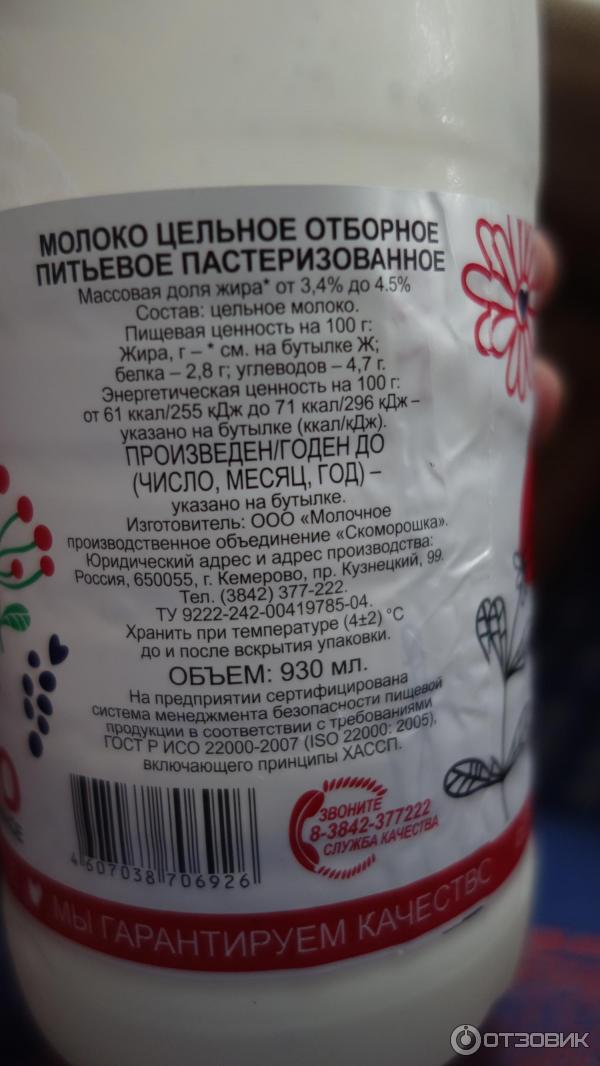 МОЛОКО ЦЕЛЬНОЕ ОТБОРНОЕ
ПИТЬЕВОЕ ПАСТЕРИЗОВАННОЕ
Массовая доля жира* от 3,4% до 4.5%
Состав: цельное молоко.
Пищевая ценность на 100 г:
Жира, г – * см. на бутылке Ж;
белка – 2,8 г; углеводов – 4,7 г.
Энергетическая ценность на 100 г:
от 61 ккал/255 кДж до 71 ккал/296 кДж –
указано на бутылке (ккал/кДж).
ПРОИЗВЕДЕН/ГОДЕН ДО
(ЧИСЛО, МЕСЯЦ, ГОД) –
указано на бутылке.
Изготовитель: ООО «Молочное
производственное объединение «Скоморошка».
Юридический адрес и адрес производства:
Россия, 650055, г. Кемерово, пр. Кузнецкий, 99.
Тел. (3842) 377-222.
ТУ 9222-242-00419785-04.
Хранить при температуре (4±2) °С
до и после вскрытия упаковки.
ОБЪЕМ: 930 мл.
На предприятии сертифицирована
система менеджмента безопасности пищевой
продукции в соответствии с требованиями
ГОСТ Р ИСО 22000-2007 (ISO 22000: 2005),
включающего принципы ХАССП.
ЗВОНИТЕ
8-3842-377222
СЛУЖБА КАЧЕСТВА
4607038706926
МЫ ГАРАНТИРУЕМ КАЧЕСТВО
ОТЗОВИК